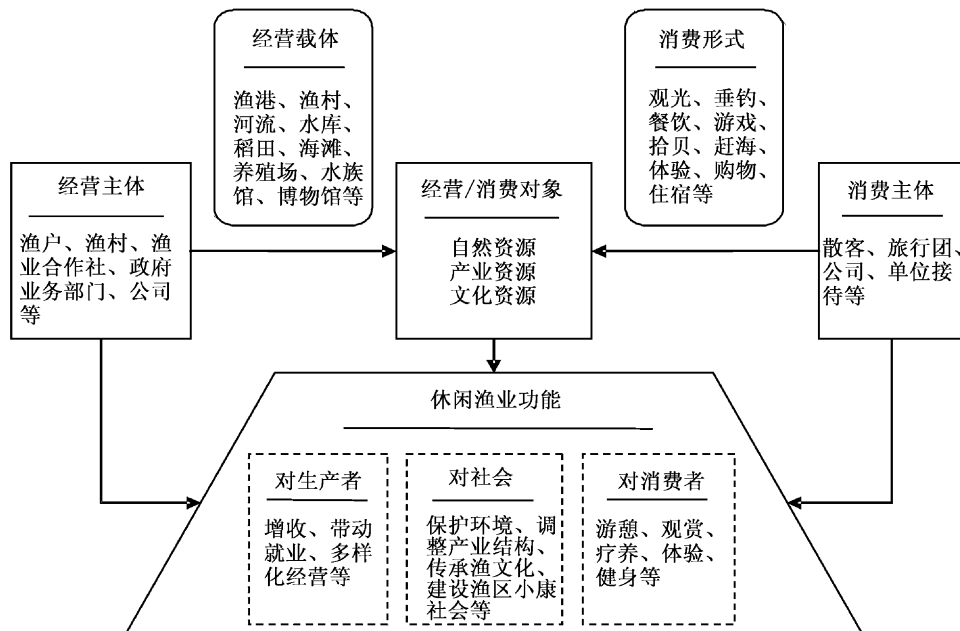 经营载体
渔港、渔村、
河流、水库、
稻田、海滩、
养殖场、水族
馆、博物馆等
消费形式
观光、垂钓、
餐饮、游戏、
拾贝、赶海、
体验、购物、
住宿等
经营主体
渔户、渔村、渔
业合作社、政府
业务部门、公司
等
经营/消费对象
自然资源
产业资源
文化资源
消费主体
散客、旅行团、
公司、单位接
待等
休闲渔业功能
对生产者
增收、带动
就业、多样
化经营等
对社会
保护环境、调
整产业结构、
传承渔文化、
建设渔区小康
社会等
对消费者
游憩、观赏、
疗养、体验、
健身等